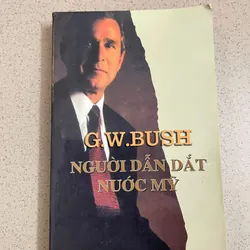 G.W.BUSH
NGƯỜI DẪN DẮT
NƯỚC MỸ